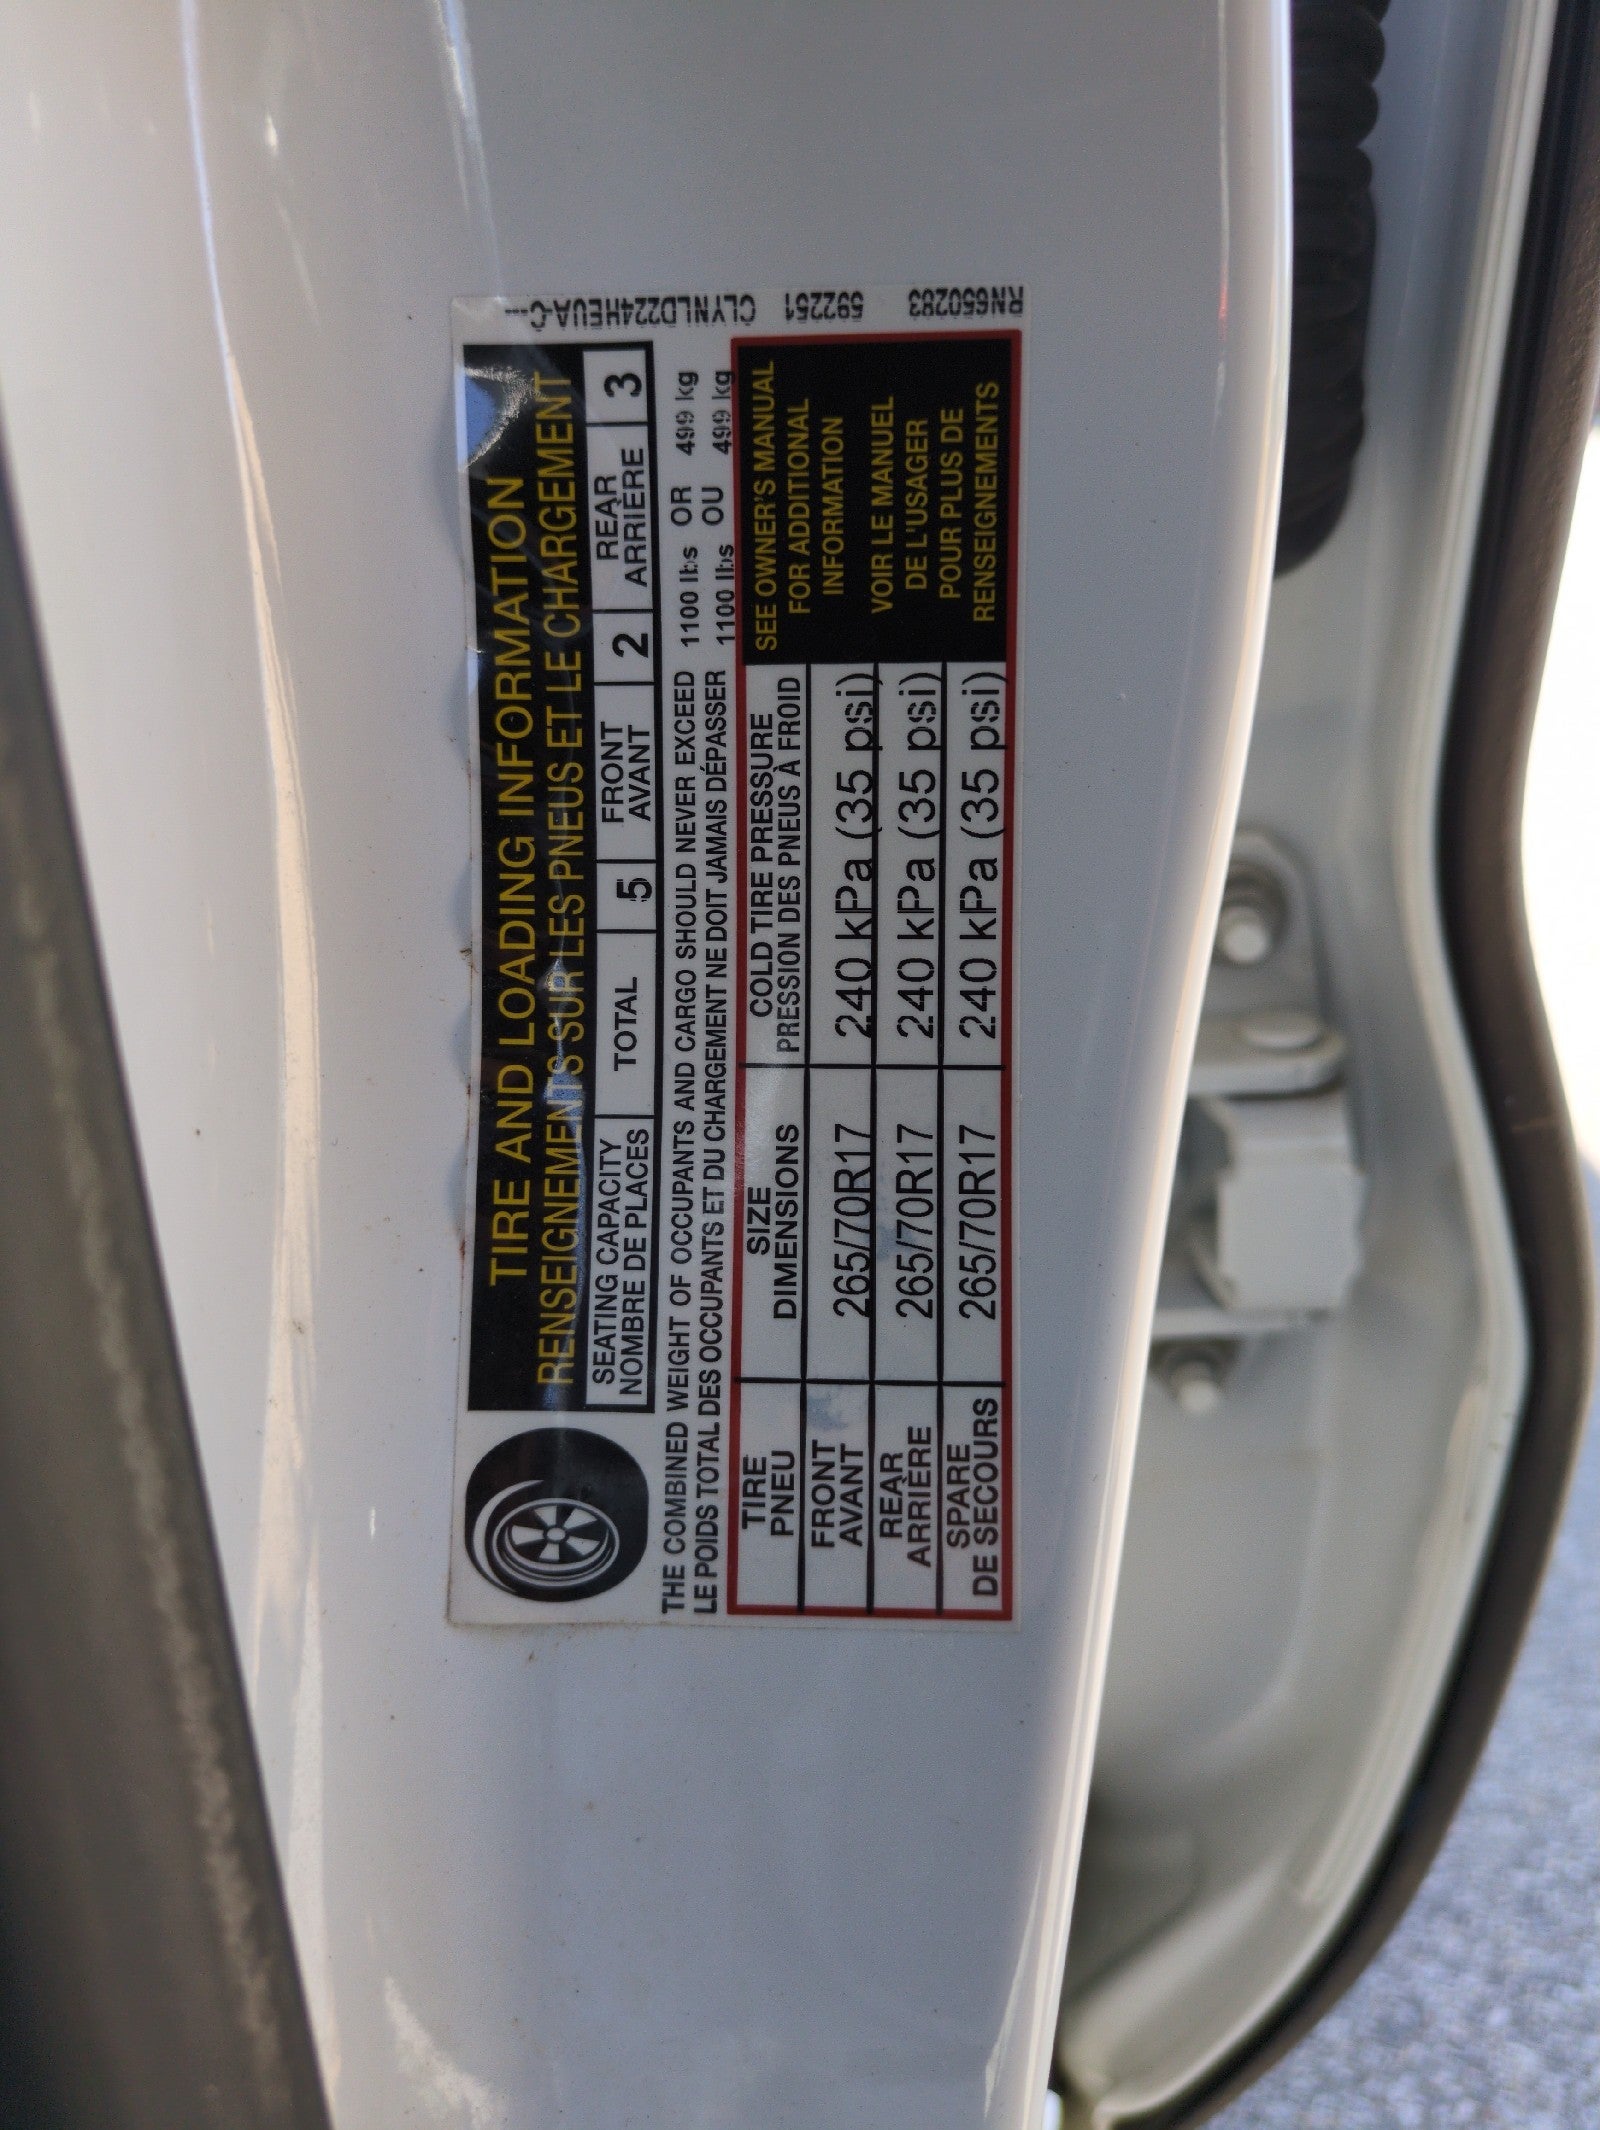 TIRE AND LOADING INFORMATION
RENSEIGNEMENTS SUR LES PNEUS ET LE CHARGEMENT
SEATING CAPACITY
NOMBRE DE PLACES
TOTAL
5
FRONT
AVANT
2
REAR
ARRIÈRE
3
THE COMBINED WEIGHT OF OCCUPANTS AND CARGO SHOULD NEVER EXCEED 1100 lbs OR 499 kg
LE POIDS TOTAL DES OCCUPANTS ET DU CHARGEMENT NE DOIT JAMAIS DÉPASSER 1100 lbs OU 499 kg
TIRE
PNEU
SIZE
DIMENSIONS
COLD TIRE PRESSURE
PRESSION DES PNEUS À FROID
FRONT
AVANT
265/70R17
240 kPa (35 psi)
REAR
ARRIÈRE
265/70R17
240 kPa (35 psi)
SPARE
DE SECOURS
265/70R17
240 kPa (35 psi)
SEE OWNER'S MANUAL
FOR ADDITIONAL
INFORMATION
VOIR LE MANUEL
DE L'USAGER
POUR PLUS DE
RENSEIGNEMENTS
RN650283 592251 CLYNLD224HEUA-C---